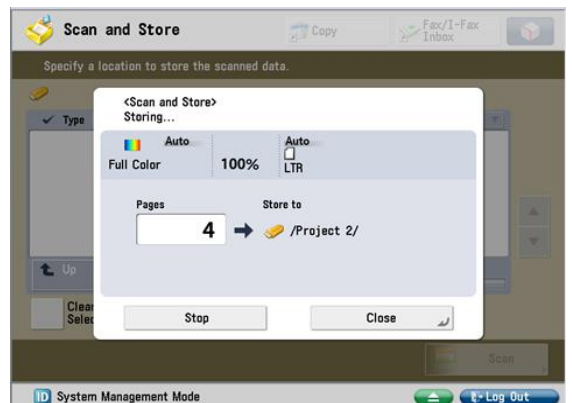 Scan and Store
Copy
Fax/I-Fax
Inbox
Specify a location to store the scanned data.
Type
<Scan and Store>
Storing...
Auto
Full Color
100%
Auto
LTR
Pages
Store to
4
/Project 2/
Up
Clear
Selec
Stop
Close
Scan
ID System Management Mode
Log Out